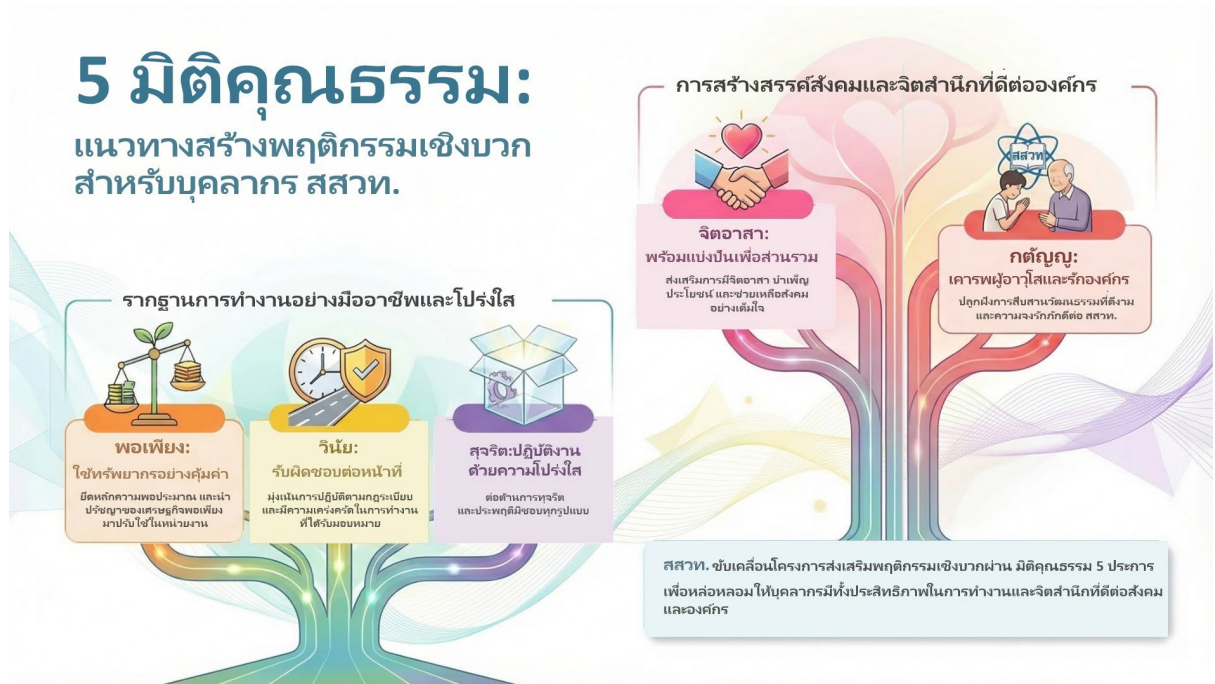 5 มิติคุณธรรม:
แนวทางสร้างพฤติกรรมเชิงบวก
สำหรับบุคลากร สสวท.
รากฐานการทำงานอย่างมืออาชีพและโปร่งใส
พอเพียง:
ใช้ทรัพยากรอย่างคุ้มค่า
ยึดหลักความพอประมาณ และนำ
ปรัชญาของเศรษฐกิจพอเพียง
มาปรับใช้ในหน่วยงาน
วินัย:
รับผิดชอบต่อหน้าที่
มุ่งเน้นการปฏิบัติตามกฎระเบียบ
และมีความเคร่งครัดในการทำงาน
ที่ได้รับมอบหมาย
สุจริต:ปฏิบัติงาน
ด้วยความโปร่งใส
ต่อต้านการทุจริต
และประพฤติมิชอบทุกรูปแบบ
การสร้างสรรค์สังคมและจิตสำนึกที่ดีต่อองค์กร
จิตอาสา:
พร้อมแบ่งปันเพื่อส่วนรวม
ส่งเสริมการมีจิตอาสา บำเพ็ญ
ประโยชน์ และช่วยเหลือสังคม
อย่างเต็มใจ
สสวท
กตัญญู:
เคารพผู้อาวุโสและรักองค์กร
ปลูกฝังการสืบสานวัฒนธรรมที่ดีงาม
และความจงรักภักดีต่อ สสวท.
สสวท. ขับเคลื่อนโครงการส่งเสริมพฤติกรรมเชิงบวกผ่าน มิติคุณธรรม 5 ประการ
เพื่อหล่อหลอมให้บุคลากรมีทั้งประสิทธิภาพในการทำงานและจิตสำนึกที่ดีต่อสังคม
และองค์กร